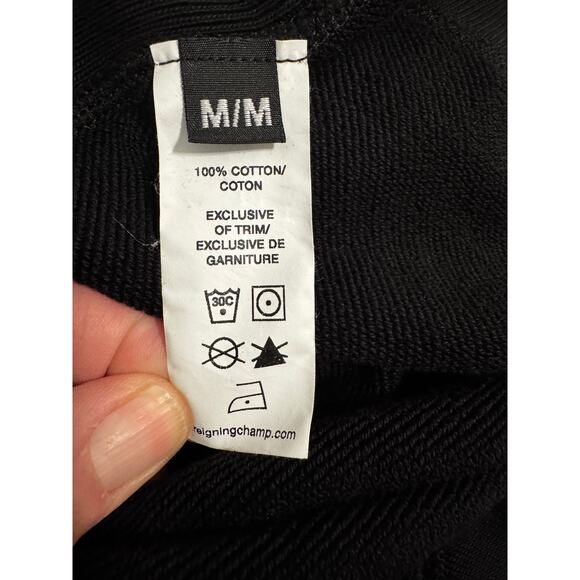 M/M
100% COTTON/
COTON
EXCLUSIVE
OF TRIM/
EXCLUSIVE DE
GARNITURE
30C
reigningchamp.com